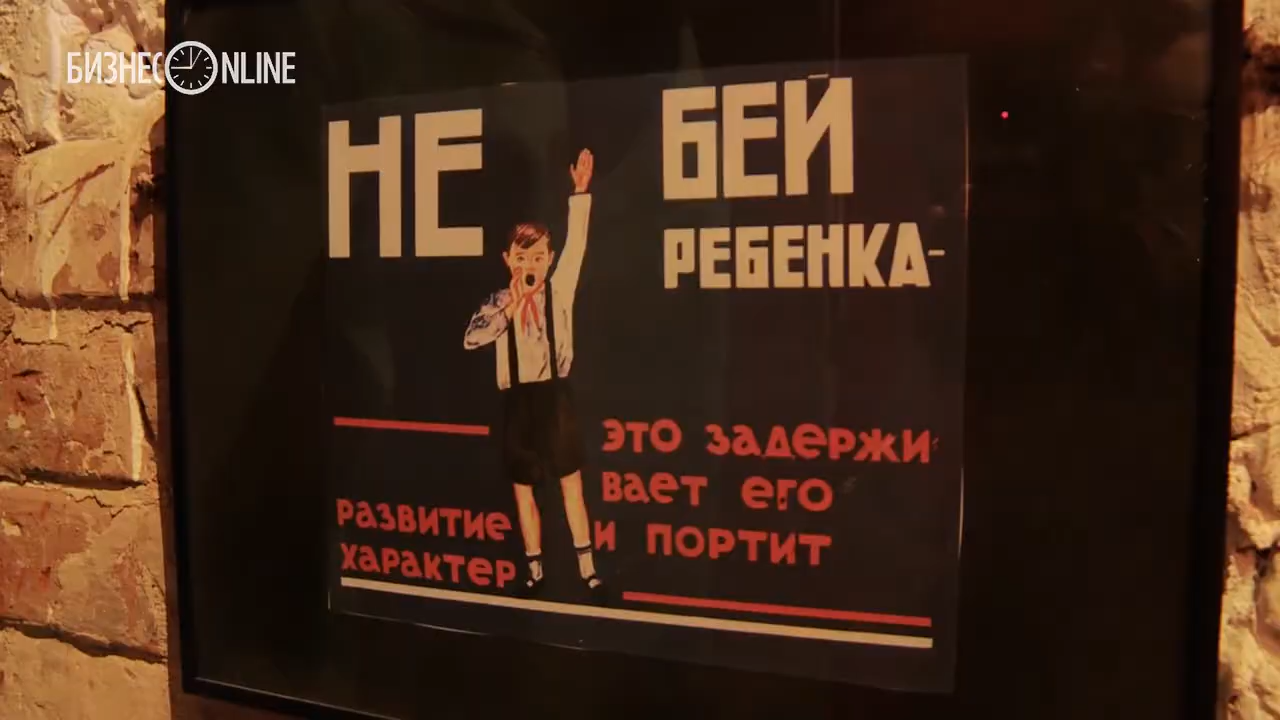 БИЗНЕС ONLINE
НЕ БЕЙ
РЕБЕНКА-
это задержи-
вает его
развитие и портит
характер